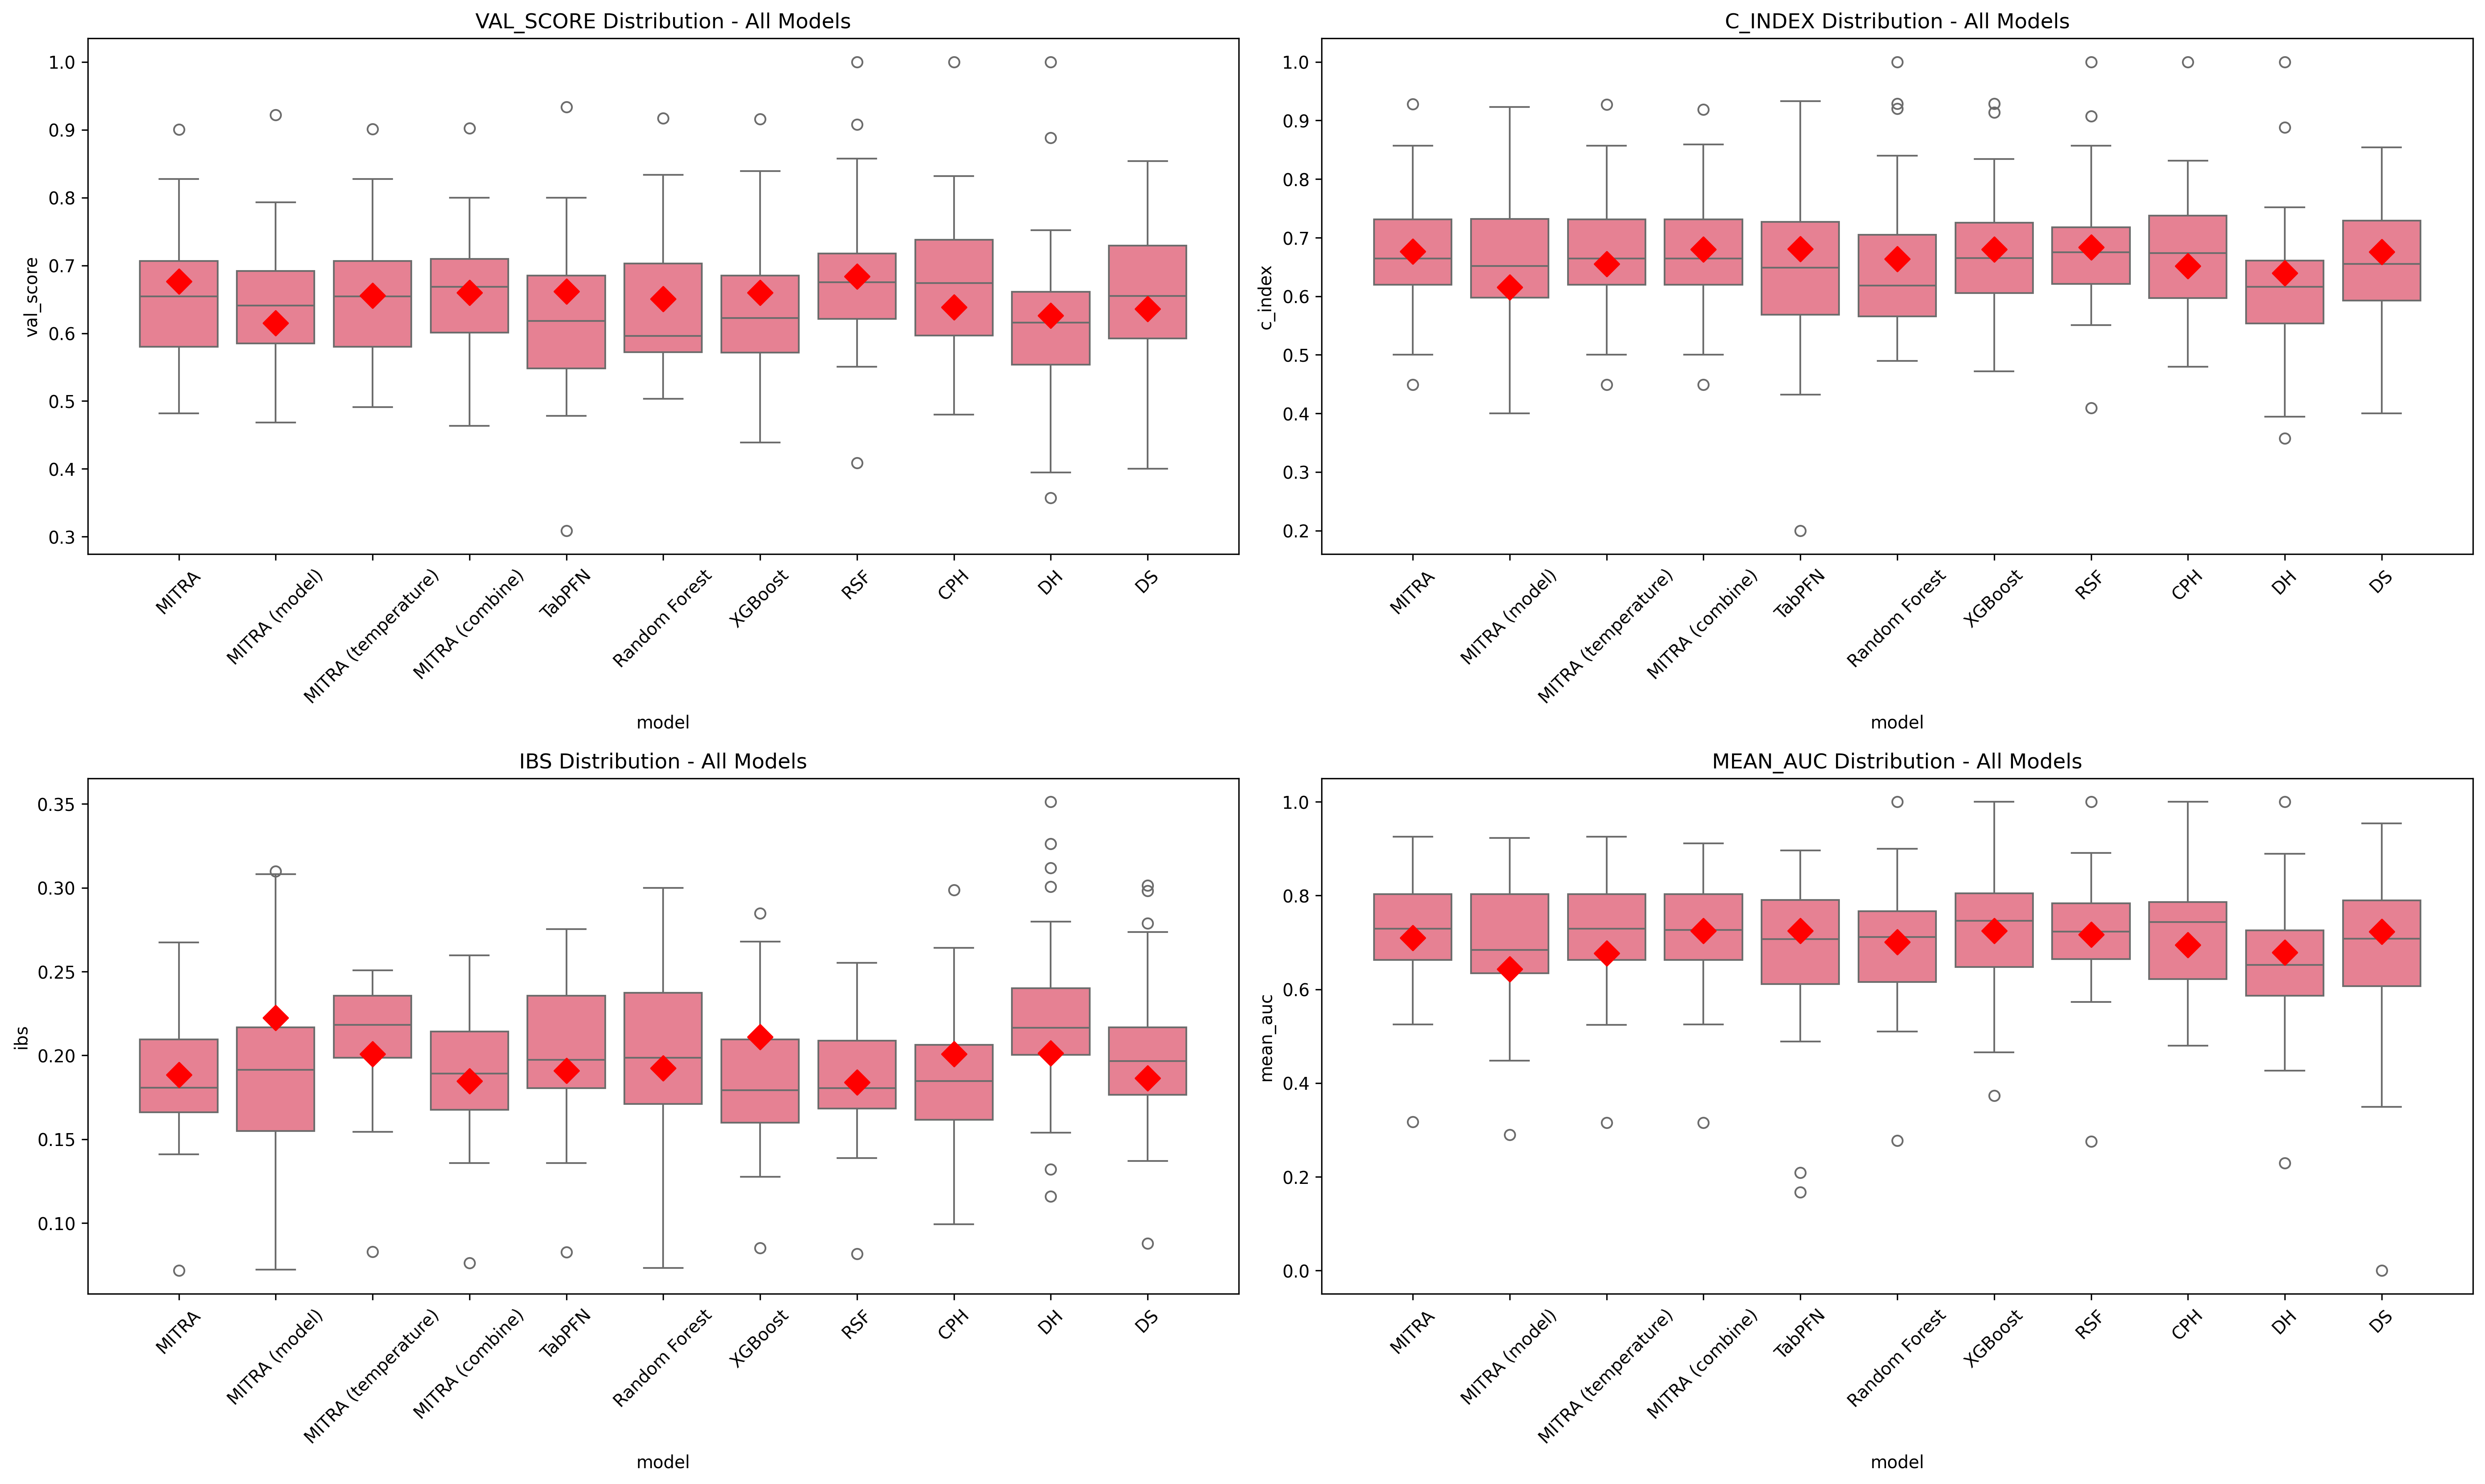 VAL_SCORE Distribution - All Models
val_score
1.0
0.9
0.8
0.7
0.6
0.5
0.4
0.3
MITRA
MITRA (model)
MITRA (temperature)
MITRA (combine)
TabPFN
Random Forest
XGBoost
RSF
CPH
DH
DS
model
C_INDEX Distribution - All Models
c_index
1.0
0.9
0.8
0.7
0.6
0.5
0.4
0.3
0.2
MITRA
MITRA (model)
MITRA (temperature)
MITRA (combine)
TabPFN
Random Forest
XGBoost
RSF
CPH
DH
DS
model
IBS Distribution - All Models
ibs
0.35
0.30
0.25
0.20
0.15
0.10
MITRA
MITRA (model)
MITRA (temperature)
MITRA (combine)
TabPFN
Random Forest
XGBoost
RSF
CPH
DH
DS
model
MEAN_AUC Distribution - All Models
mean_auc
1.0
0.8
0.6
0.4
0.2
0.0
MITRA
MITRA (model)
MITRA (temperature)
MITRA (combine)
TabPFN
Random Forest
XGBoost
RSF
CPH
DH
DS
model